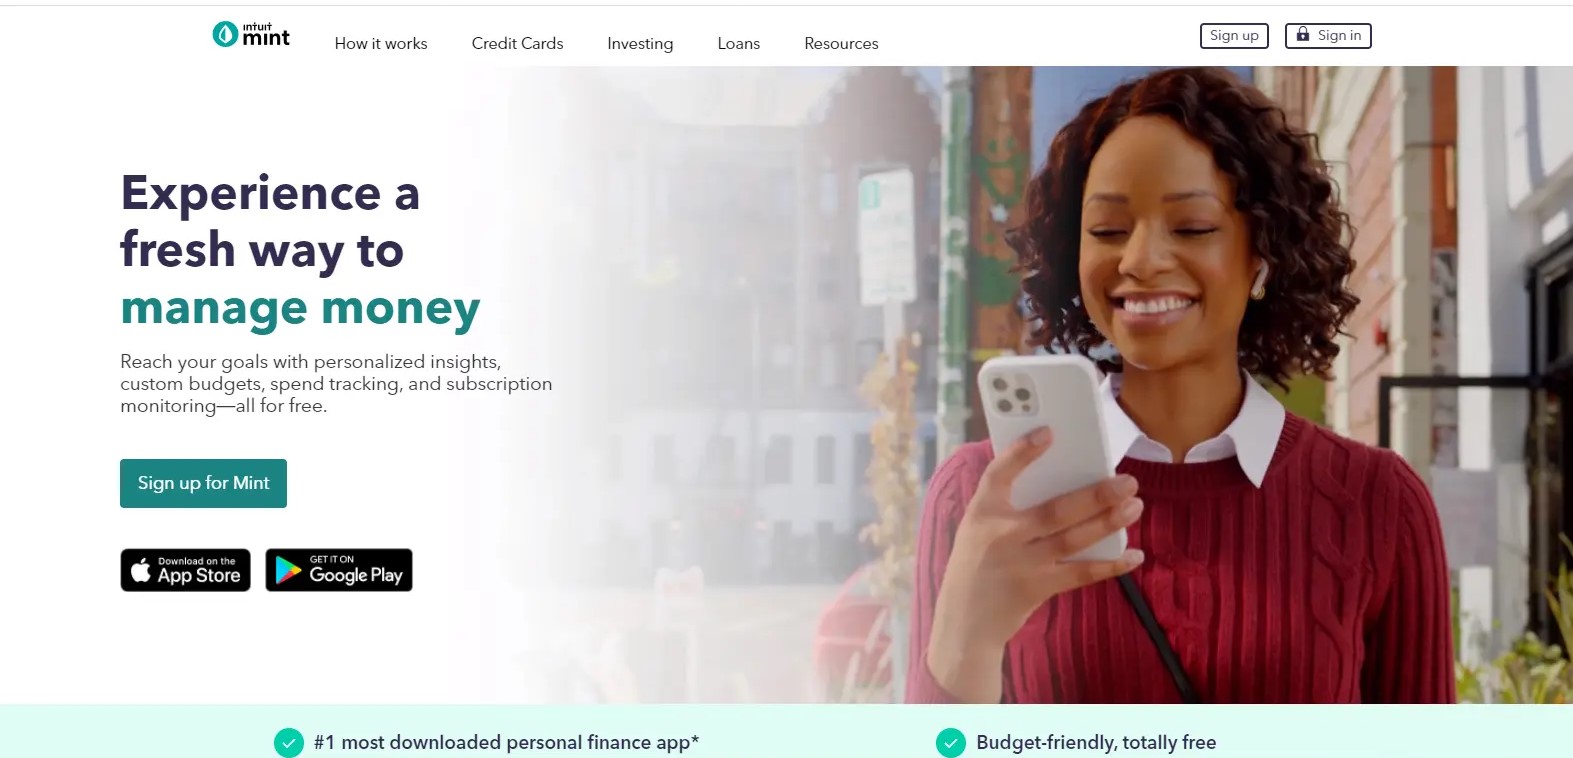 intuit
mint
How it works
Credit Cards
Investing
Loans
Resources
Sign up
Sign in
Experience a
fresh way to
manage money
Reach your goals with personalized insights,
custom budgets, spend tracking, and subscription
monitoring—all for free.
Sign up for Mint
Download on the
App Store
GET IT ON
Google Play
#1 most downloaded personal finance app*
Budget-friendly, totally free